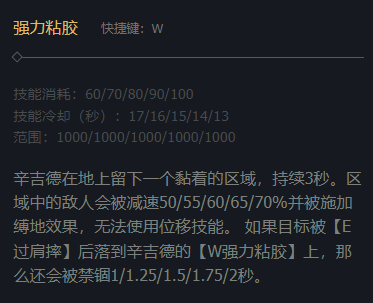 强力粘胶 快捷键：W
技能消耗：60/70/80/90/100
技能冷却（秒）：17/16/15/14/13
范围：1000/1000/1000/1000/1000
辛吉德在地上留下一个黏着的区域，持续3秒。区
域中的敌人会被减速50/55/60/65/70%并被施加
缚地效果，无法使用位移技能。 如果目标被【E
过肩摔】后落到辛吉德的【W强力粘胶】上，那
么还会被禁锢1/1.25/1.5/1.75/2秒。